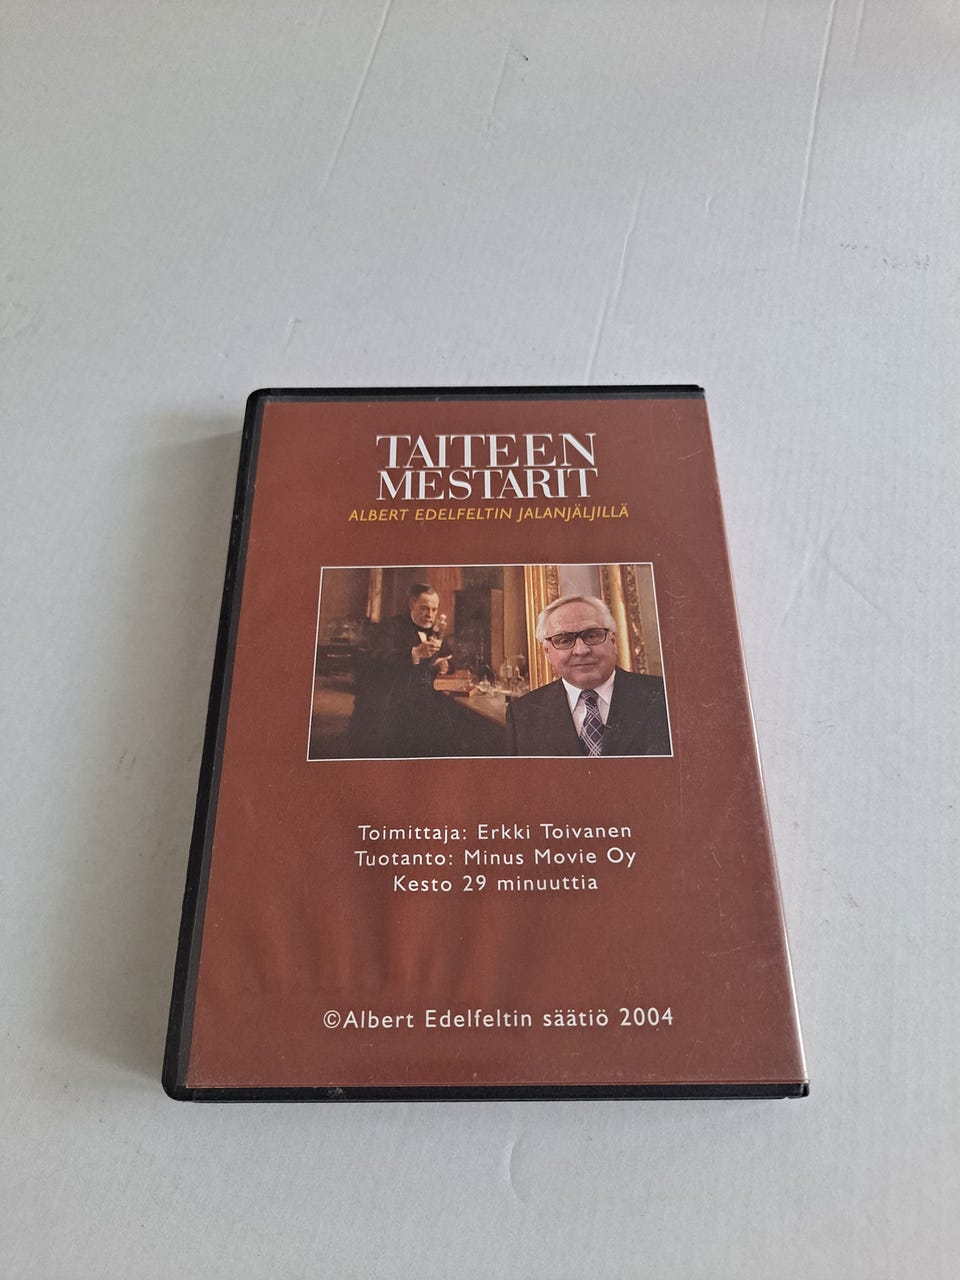 TAITEEN
MESTARIT
ALBERT EDELFELTIN JALANJÄLJILLÄ
Toimittaja: Erkki Toivanen
Tuotanto: Minus Movie Oy
Kesto 29 minuuttia
©Albert Edelfeltin säätiö 2004